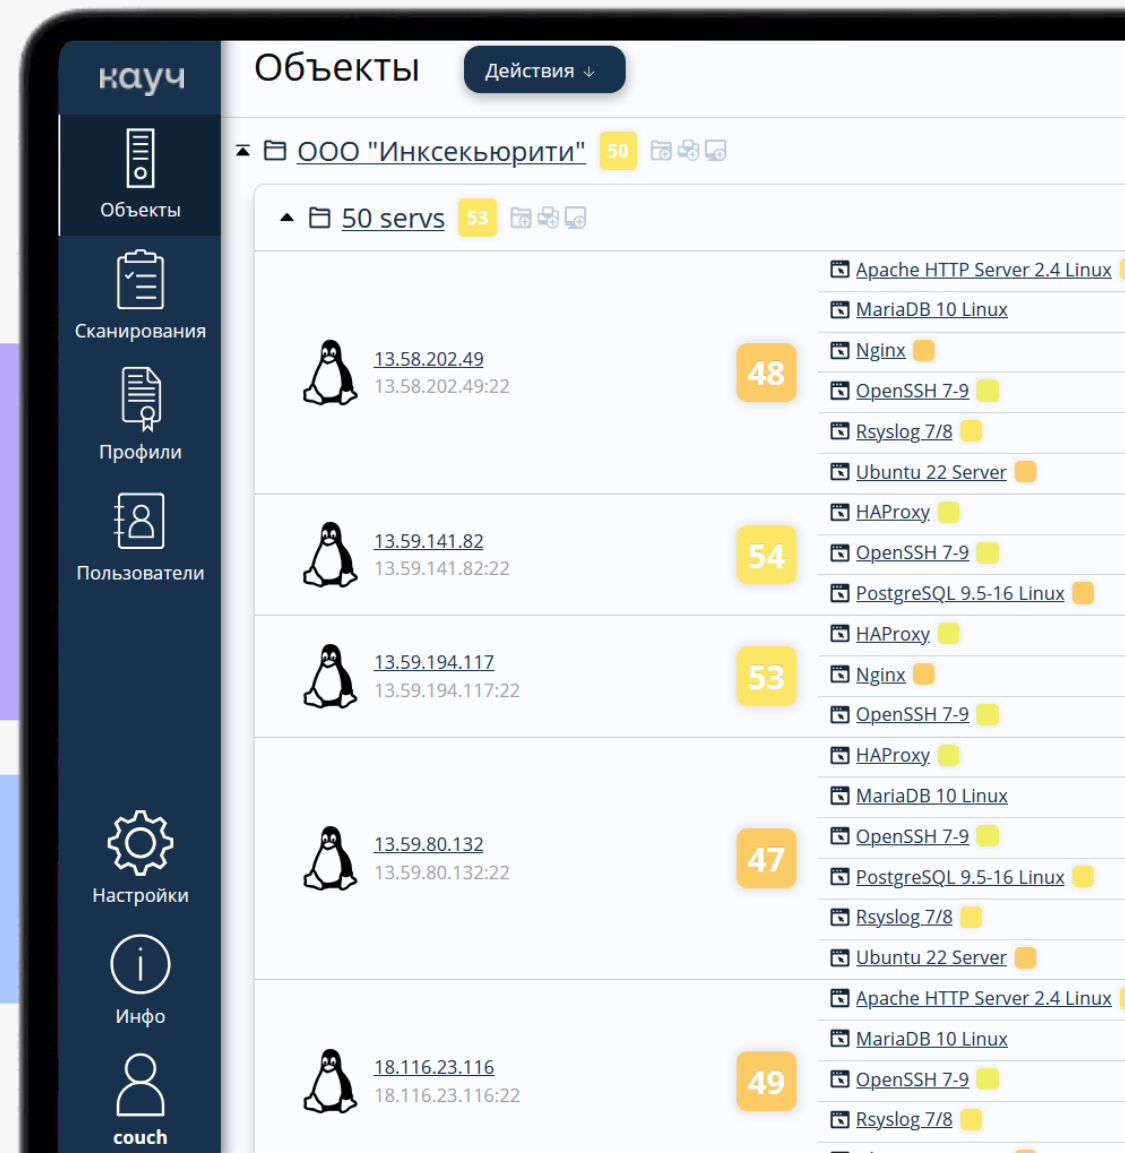 кауч
Объекты
Действия ↓
ООО "Инксекьюрити" 50
Объекты
50 servs 53
Сканирования
Профили
Пользователи
Настройки
Инфо
couch
13.58.202.49
13.58.202.49:22
48
Apache HTTP Server 2.4 Linux
MariaDB 10 Linux
Nginx
OpenSSH 7-9
Rsyslog 7/8
Ubuntu 22 Server
13.59.141.82
13.59.141.82:22
54
HAProxy
OpenSSH 7-9
PostgreSQL 9.5-16 Linux
13.59.194.117
13.59.194.117:22
53
HAProxy
Nginx
OpenSSH 7-9
13.59.80.132
13.59.80.132:22
47
HAProxy
MariaDB 10 Linux
OpenSSH 7-9
PostgreSQL 9.5-16 Linux
Rsyslog 7/8
Ubuntu 22 Server
18.116.23.116
18.116.23.116:22
49
Apache HTTP Server 2.4 Linux
MariaDB 10 Linux
OpenSSH 7-9
Rsyslog 7/8